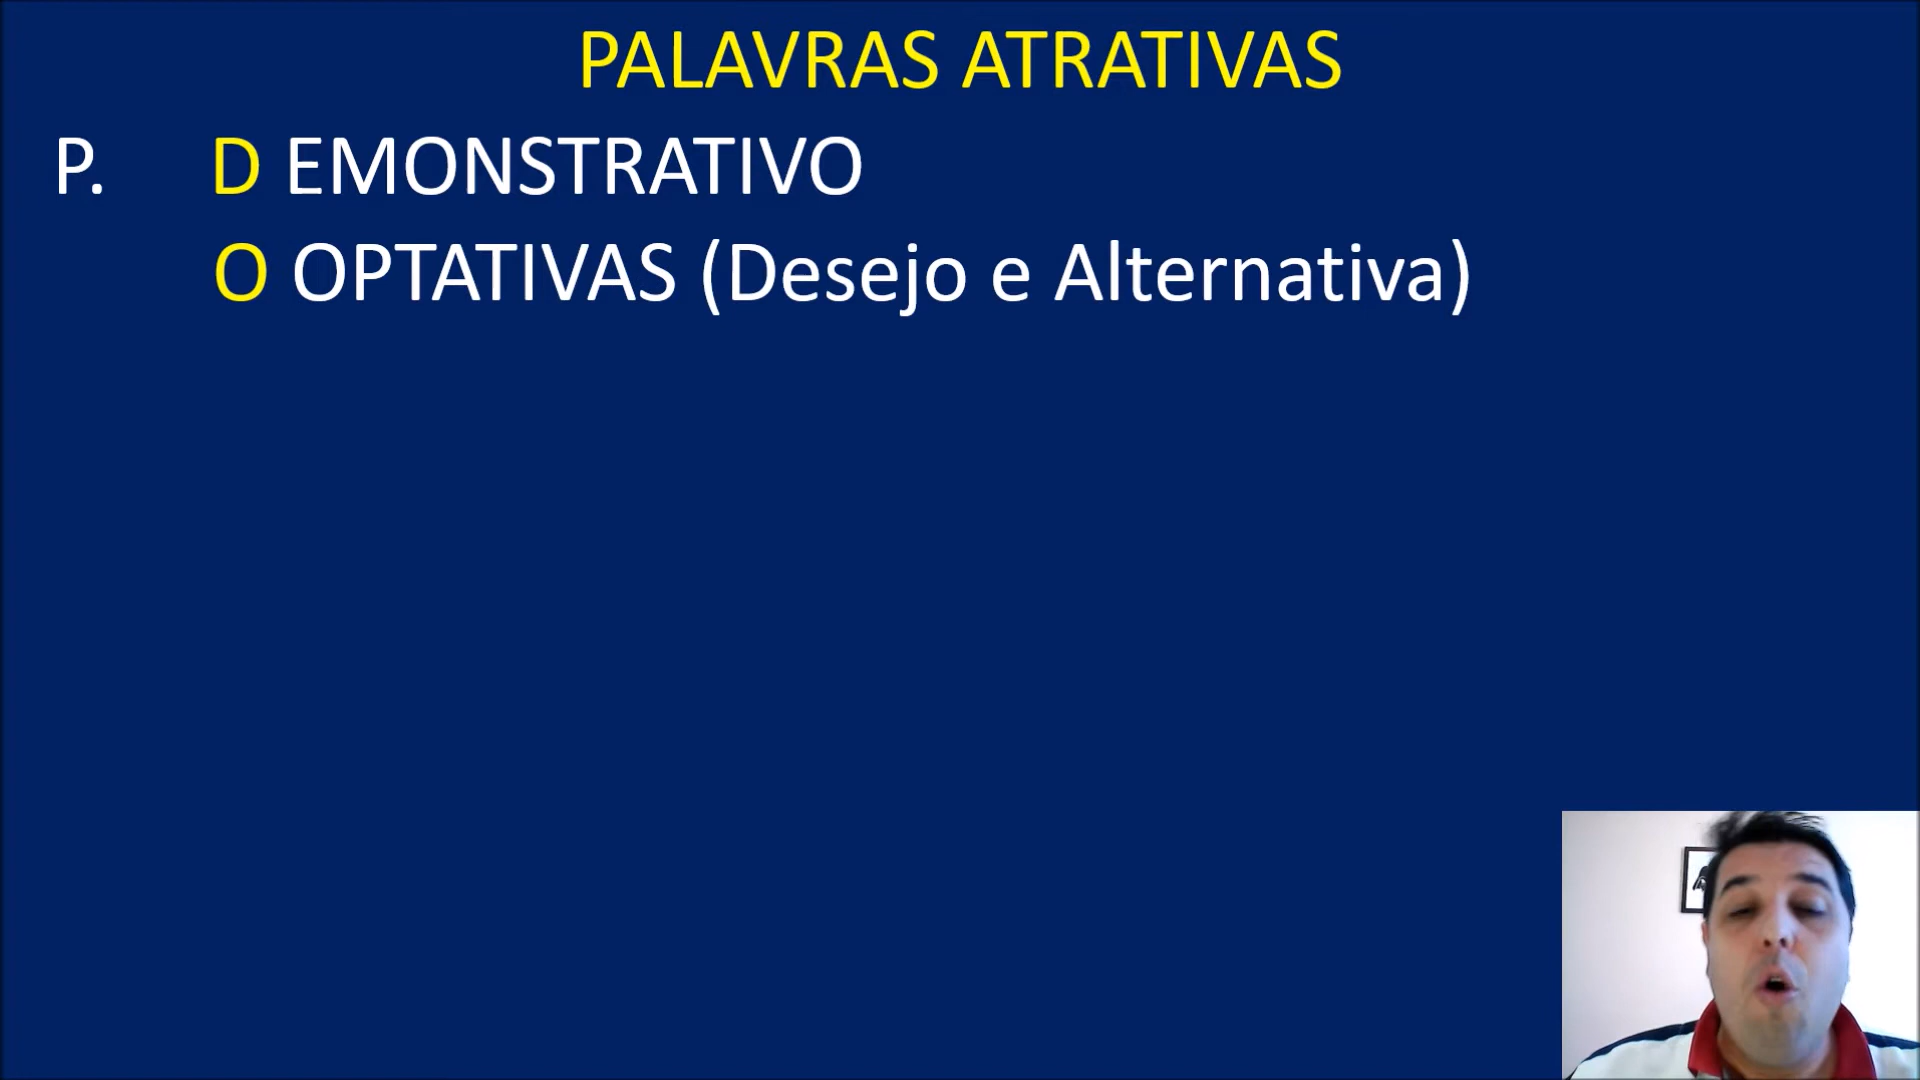 PALAVRAS ATRATIVAS
P. D EMONSTRATIVO
O OPTATIVAS (Desejo e Alternativa)